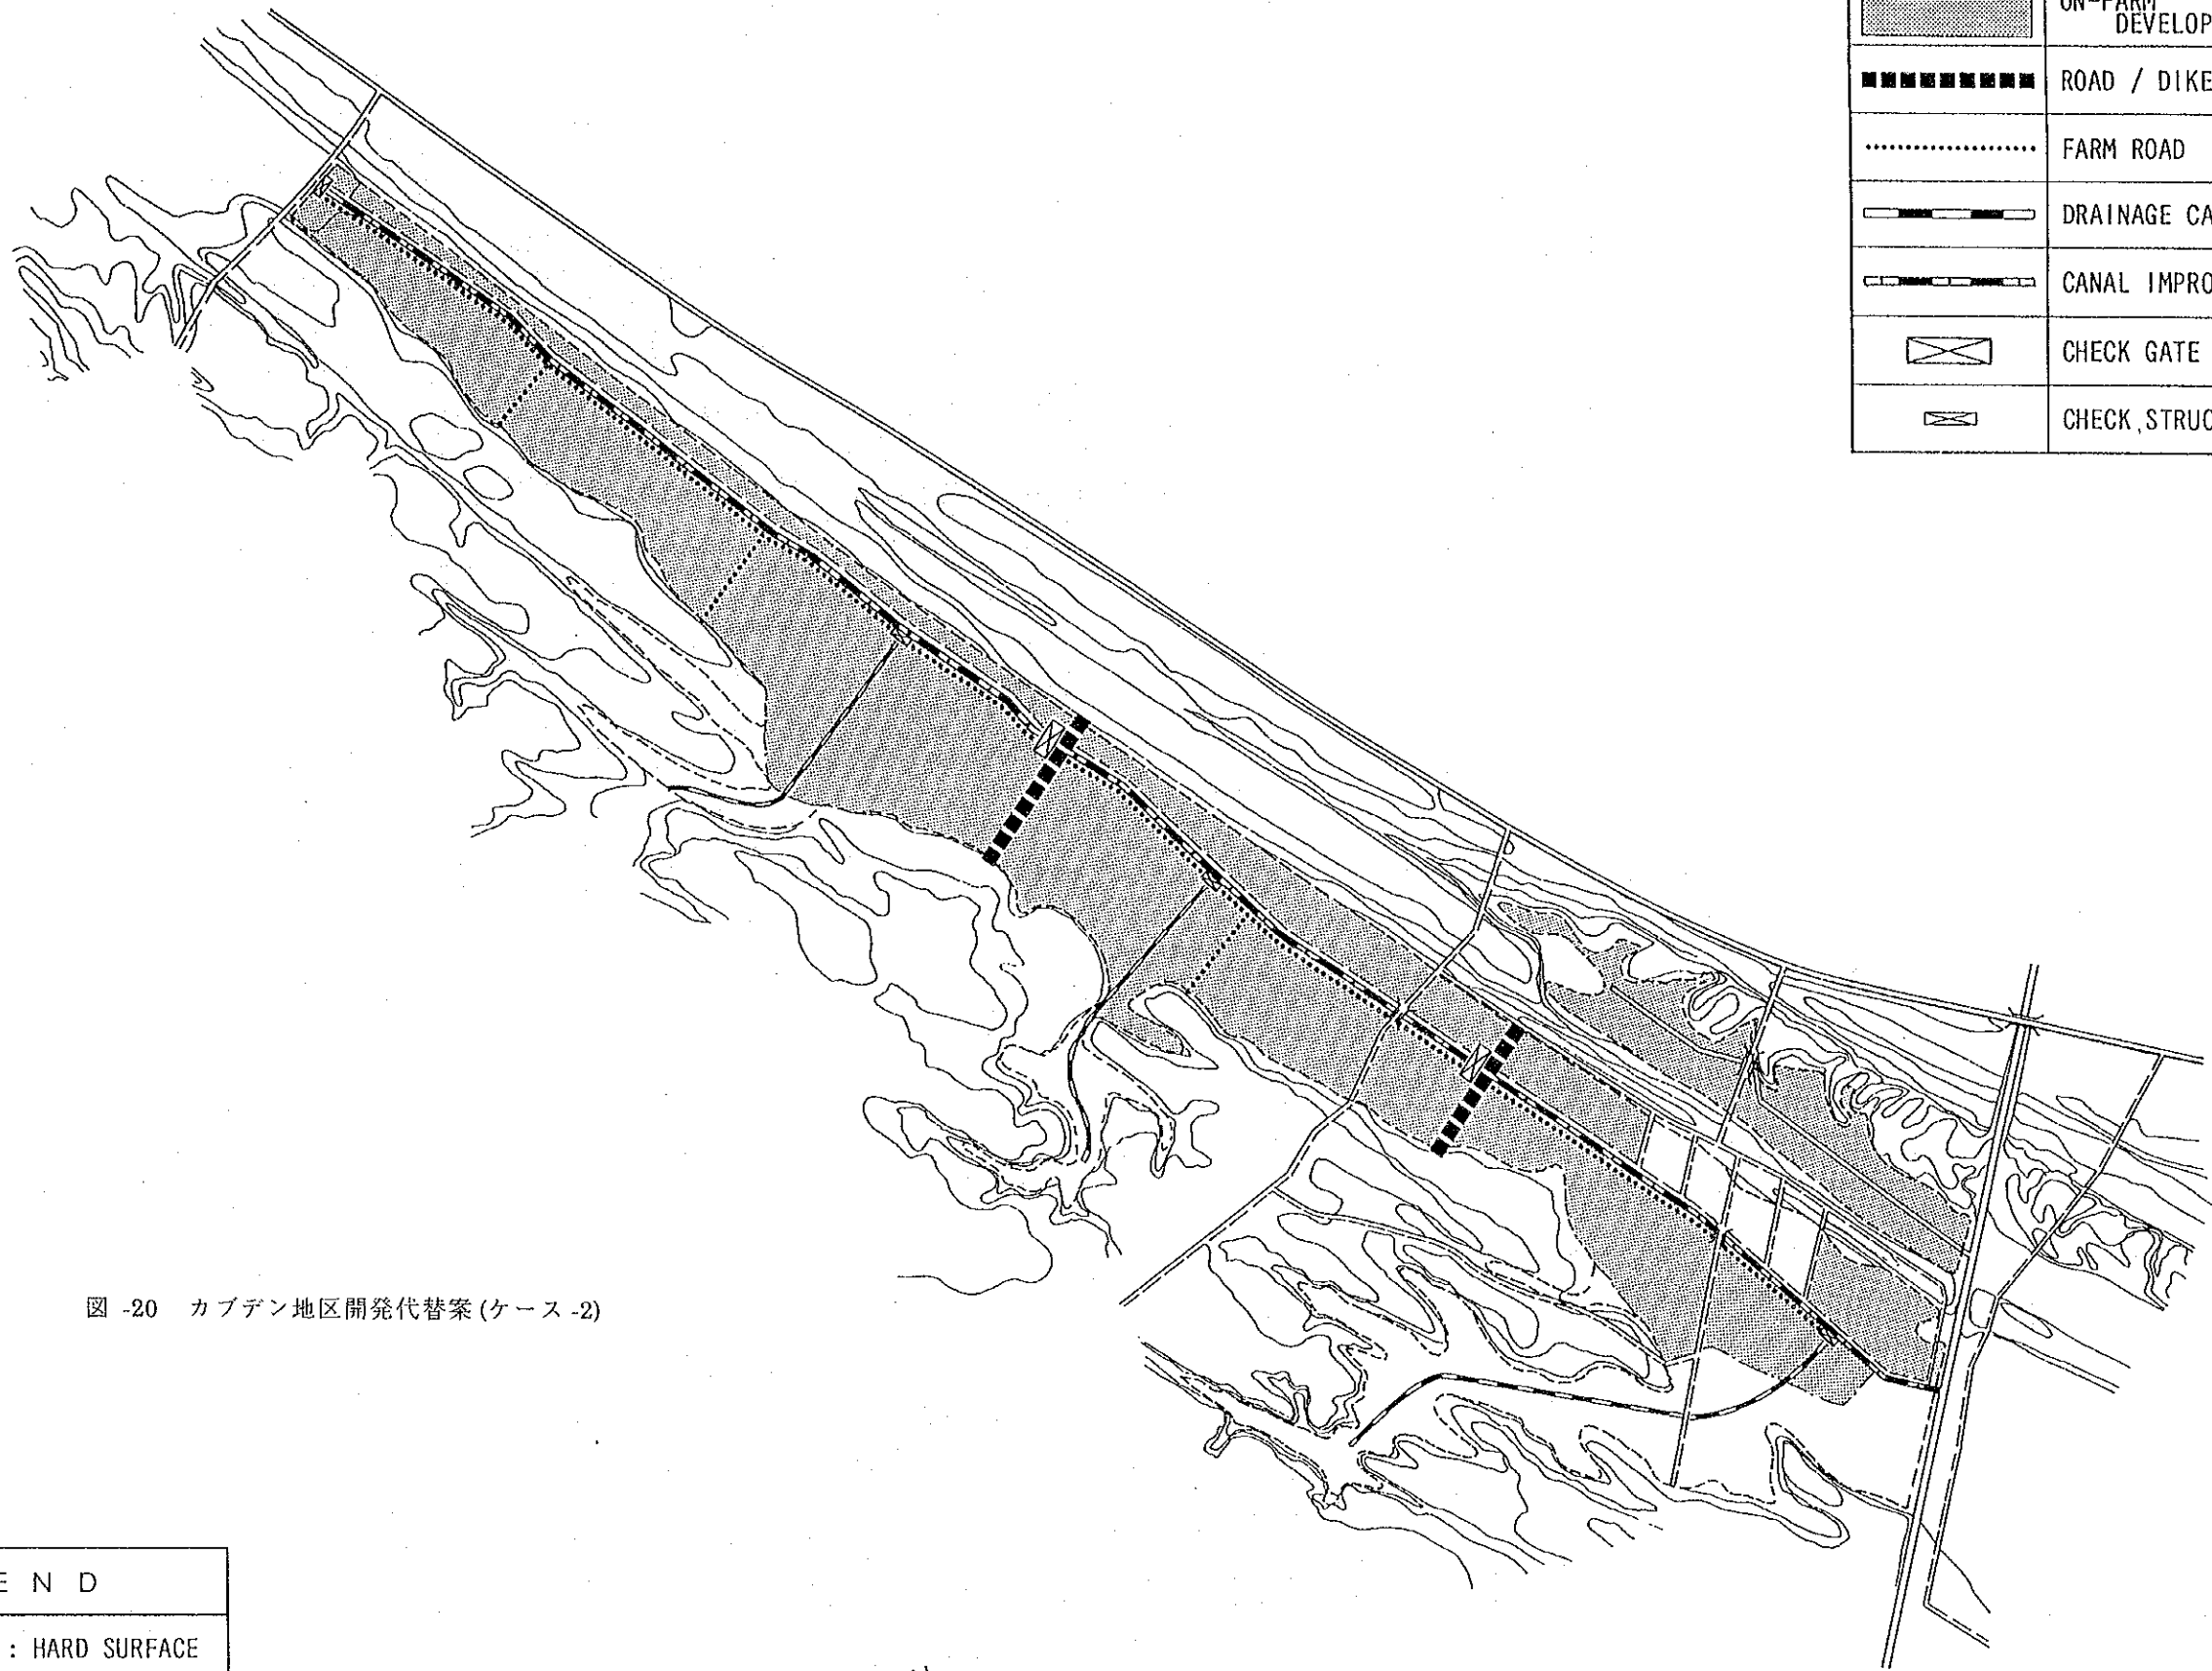 ON-FARM
DEVELOP
ROAD / DIKE
FARM ROAD
DRAINAGE CA
CANAL IMPRO
CHECK GATE
CHECK,STRUC
図 -20 カブデン地区開発代替案(ケース -2)
E N D
: HARD SURFACE